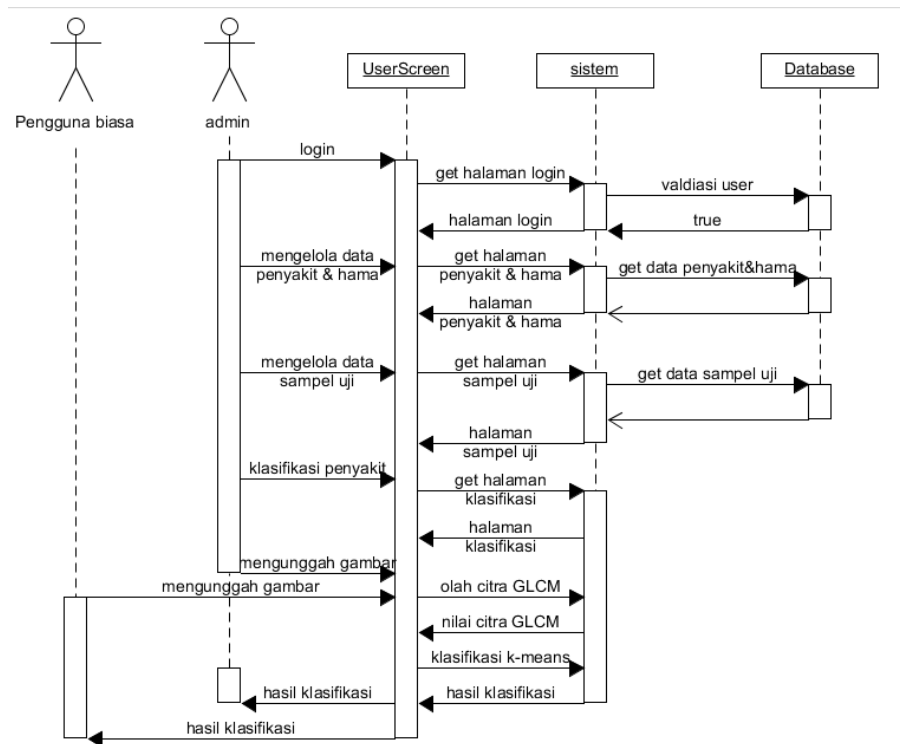 UserScreen
sistem
Database
Pengguna biasa
admin
login
get halaman login
valdiasi user
halaman login
true
mengelola data
penyakit & hama
get halaman
penyakit & hama
get data penyakit&hama
halaman
penyakit & hama
mengelola data
sampel uji
get halaman
sampel uji
get data sampel uji
halaman
sampel uji
klasifikasi penyakit
get halaman
klasifikasi
halaman
klasifikasi
mengunggah gambar
mengunggah gambar
olah citra GLCM
nilai citra GLCM
klasifikasi k-means
hasil klasifikasi
hasil klasifikasi
hasil klasifikasi